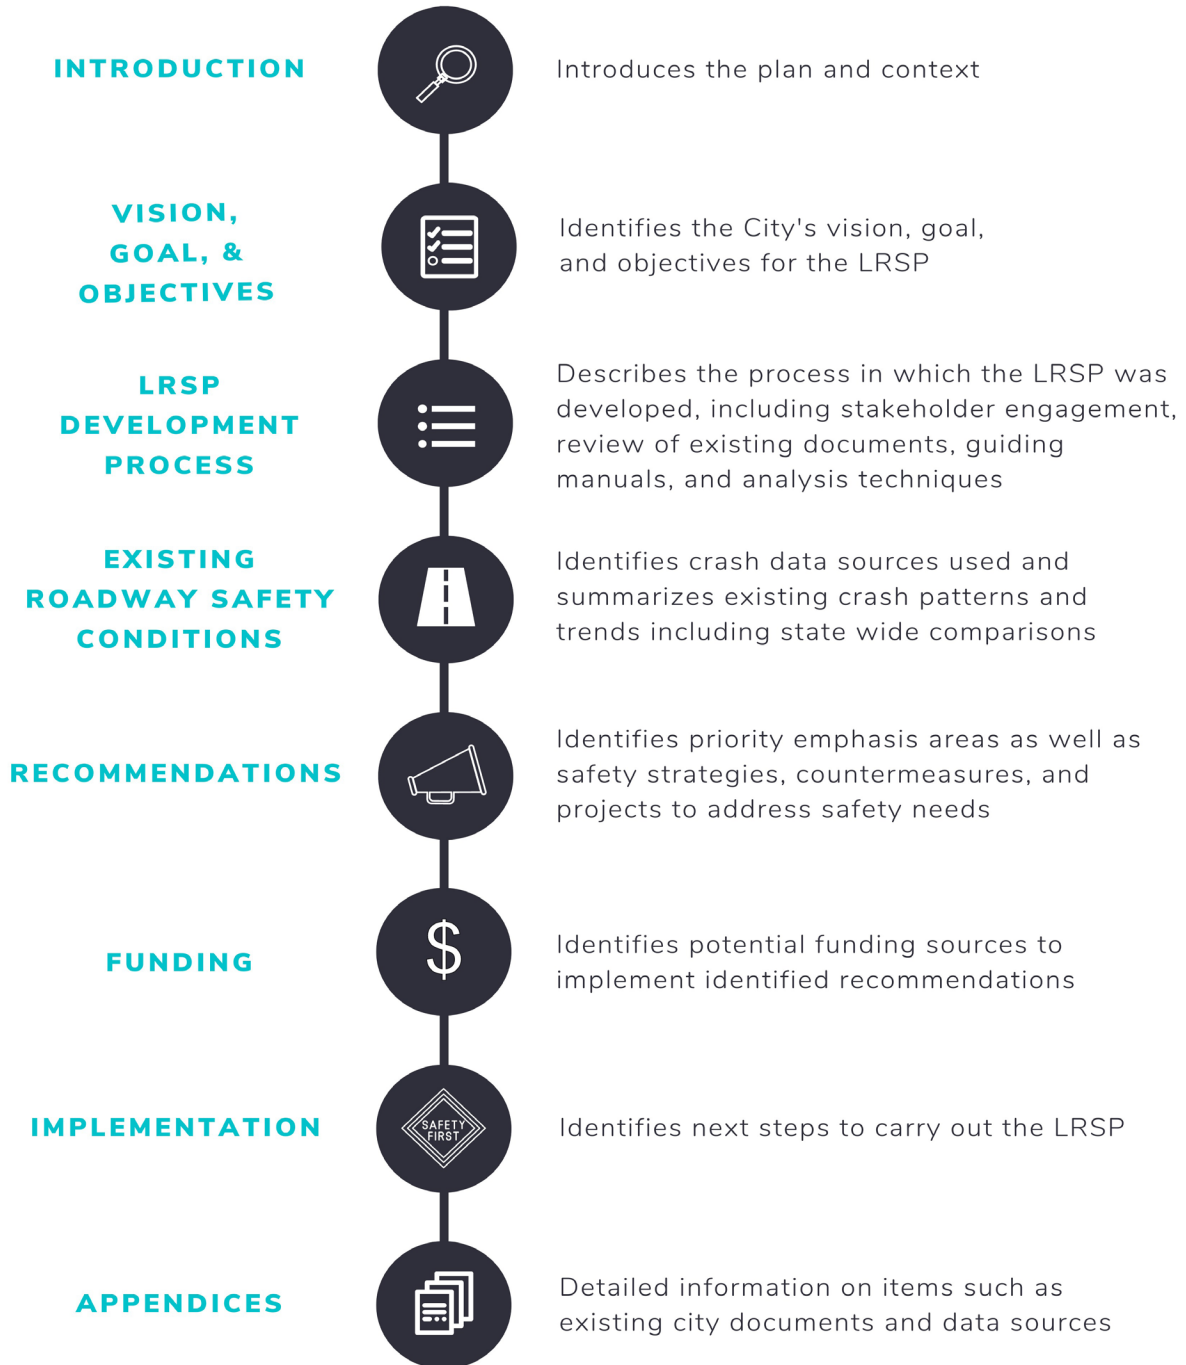 INTRODUCTION
Introduces the plan and context
VISION,
GOAL, &
OBJECTIVES
Identifies the City's vision, goal,
and objectives for the LRSP
LRSP
DEVELOPMENT
PROCESS
Describes the process in which the LRSP was
developed, including stakeholder engagement,
review of existing documents, guiding
manuals, and analysis techniques
EXISTING
ROADWAY SAFETY
CONDITIONS
Identifies crash data sources used and
summarizes existing crash patterns and
trends including state wide comparisons
RECOMMENDATIONS
Identifies priority emphasis areas as well as
safety strategies, countermeasures, and
projects to address safety needs
FUNDING
$
Identifies potential funding sources to
implement identified recommendations
IMPLEMENTATION
SAFETY
FIRST
Identifies next steps to carry out the LRSP
APPENDICES
Detailed information on items such as
existing city documents and data sources